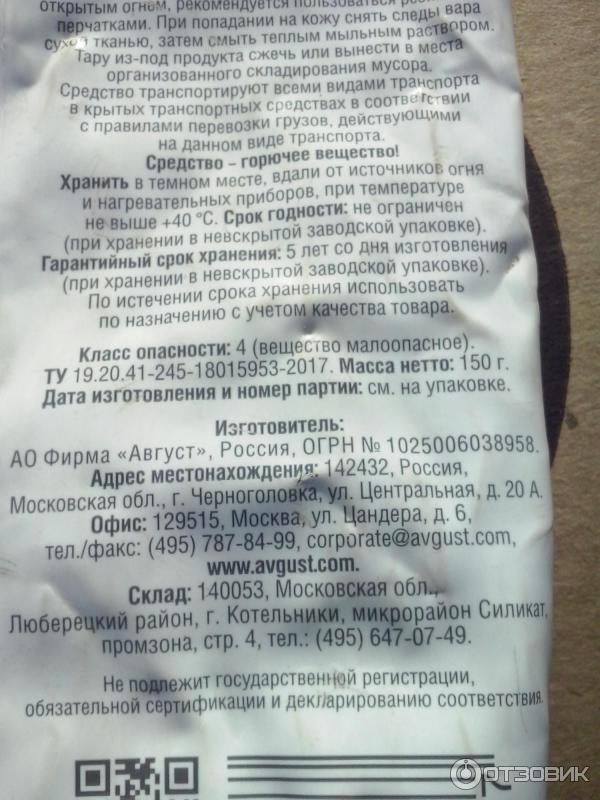 открытым огнем, рекомендуется пользоваться
перчатками. При попадании на кожу снять следы вара
сухой тканью, затем смыть теплым мыльным раствором.
Тару из-под продукта сжечь или вынести в места
организованного складирования мусора.
Средство транспортируют всеми видами транспорта
в крытых транспортных средствах в соответствии
с правилами перевозки грузов, действующими
на данном виде транспорта.
Средство – горючее вещество!
Хранить в темном месте, вдали от источников огня
и нагревательных приборов, при температуре
не выше +40 °C. Срок годности: не ограничен
(при хранении в невскрытой заводской упаковке).
Гарантийный срок хранения: 5 лет со дня изготовления
(при хранении в невскрытой заводской упаковке).
По истечении срока хранения использовать
по назначению с учетом качества товара.
Класс опасности: 4 (вещество малоопасное).
ТУ 19.20.41-245-18015953-2017. Масса нетто: 150 г.
Дата изготовления и номер партии: см. на упаковке.
Изготовитель:
АО Фирма «Август», Россия, ОГРН № 1025006038958.
Адрес местонахождения: 142432, Россия,
Московская обл., г. Черноголовка, ул. Центральная, д. 20 А.
Офис: 129515, Москва, ул. Цандера, д. 6,
тел./факс: (495) 787-84-99, corporate@avgust.com,
www.avgust.com.
Склад: 140053, Московская обл.,
Люберецкий район, г. Котельники, микрорайон Силикат,
промзона, стр. 4, тел.: (495) 647-07-49.
Не подлежит государственной регистрации,
обязательной сертификации и декларированию соответствия.
ОТЗОВИК